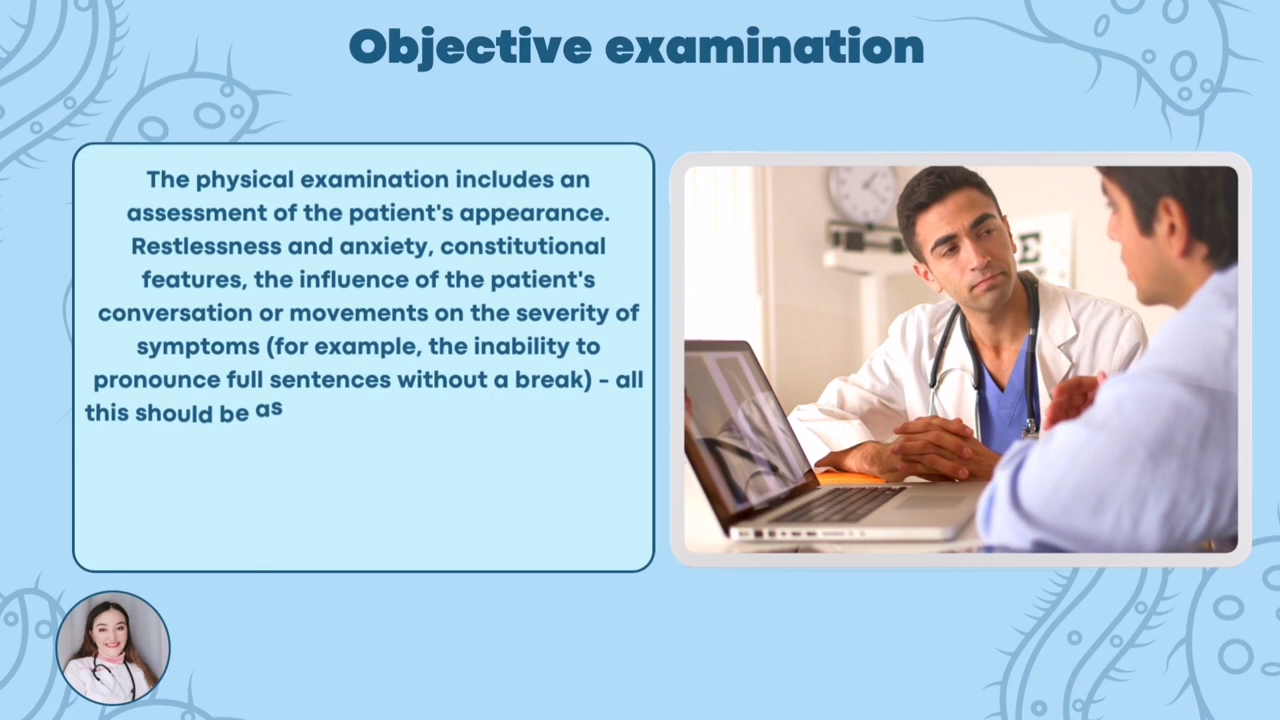 Objective examination
The physical examination includes an
assessment of the patient's appearance.
Restlessness and anxiety, constitutional
features, the influence of the patient's
conversation or movements on the severity of
symptoms (for example, the inability to
pronounce full sentences without a break) - all
this should be as